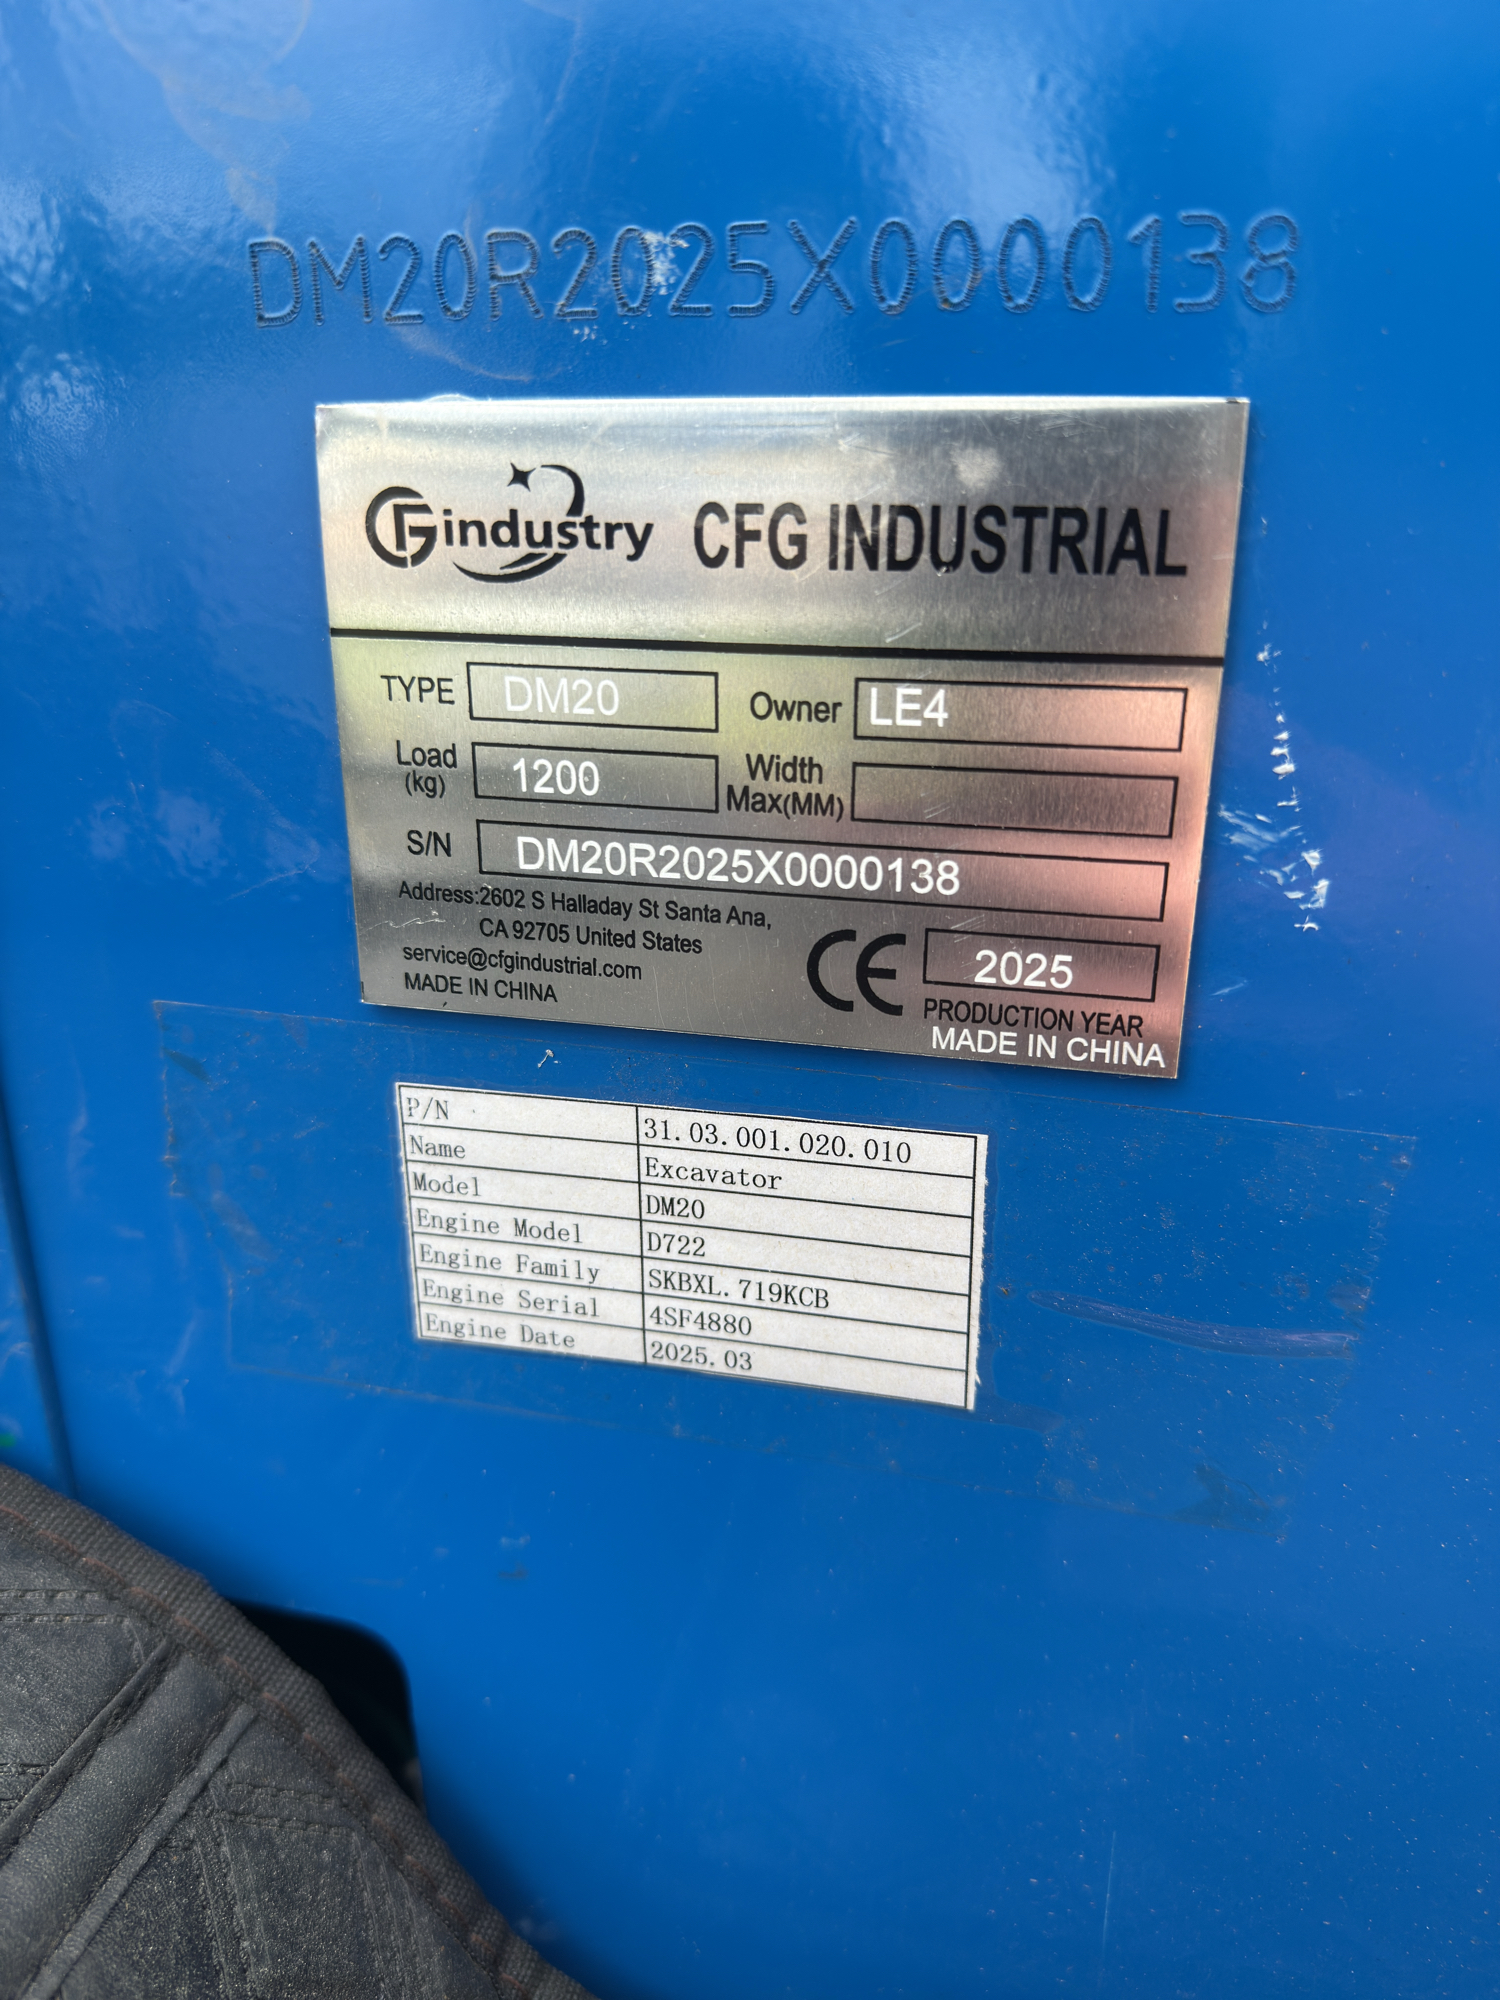 DM20R2025X0000138
CFGindustry CFG INDUSTRIAL
TYPE DM20 Owner LE4
Load (kg) 1200 Width Max(MM)
S/N DM20R2025X0000138
Address:2602 S Halladay St Santa Ana,
CA 92705 United States
service@cfgindustrial.com
MADE IN CHINA
CE 2025
PRODUCTION YEAR
MADE IN CHINA
P/N 31.03.001.020.010
Name Excavator
Model DM20
Engine Model D722
Engine Family SKBXL.719KCB
Engine Serial 4SF4880
Engine Date 2025.03